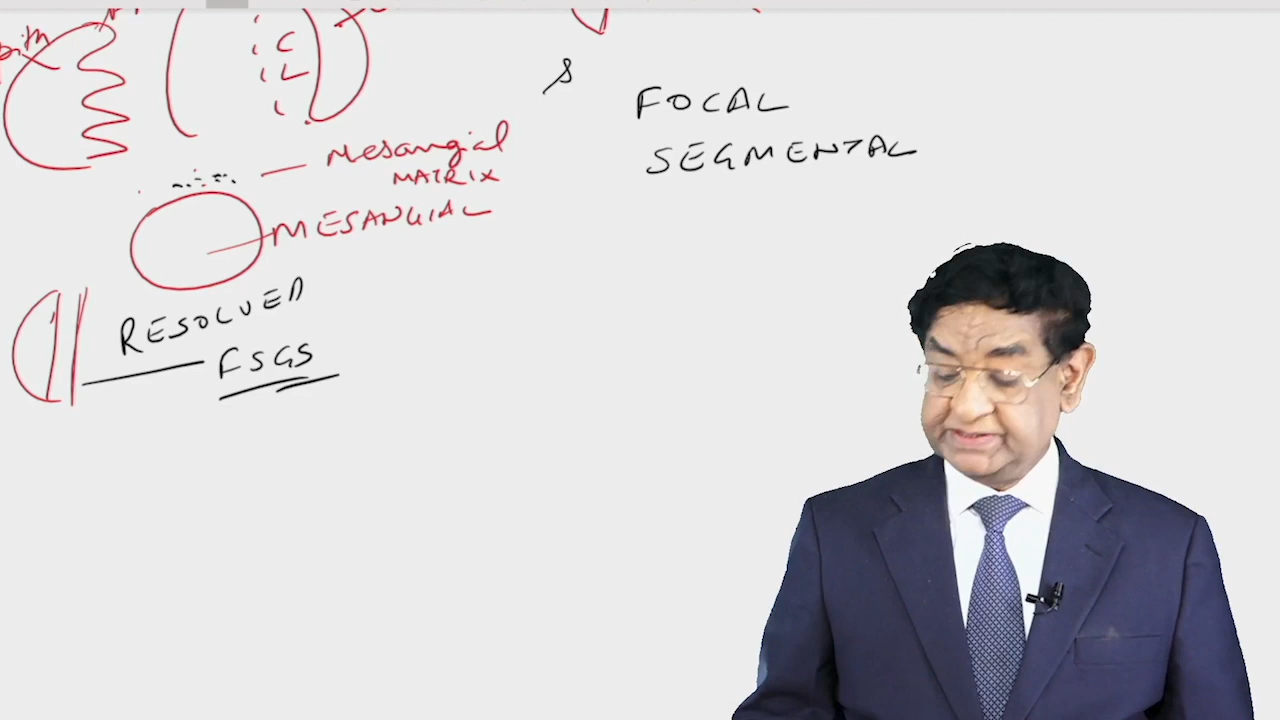 C
L
S
FOCAL
SEGMENTAL
Mesangial
MATRIX
MESANGIAL
RESOLVED
FSGS